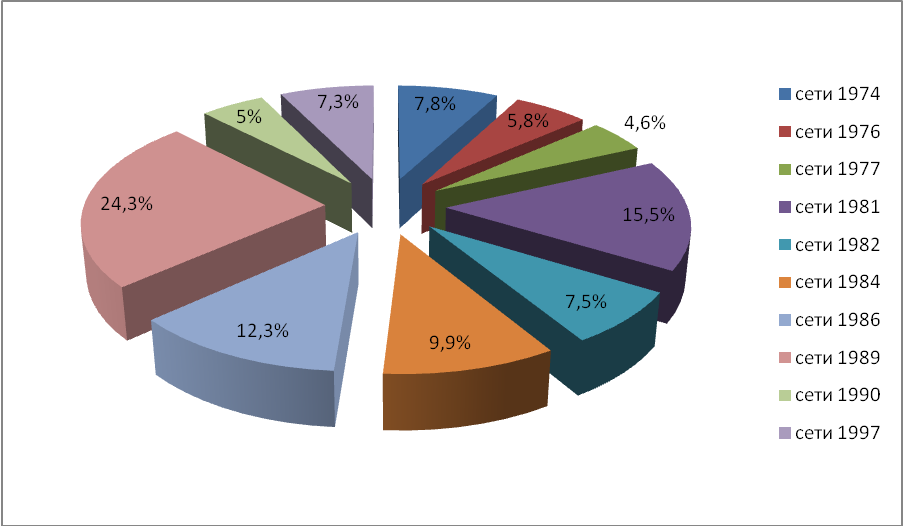 7,8%
5,8%
4,6%
15,5%
7,5%
9,9%
12,3%
24,3%
5%
7,3%
сети 1974
сети 1976
сети 1977
сети 1981
сети 1982
сети 1984
сети 1986
сети 1989
сети 1990
сети 1997